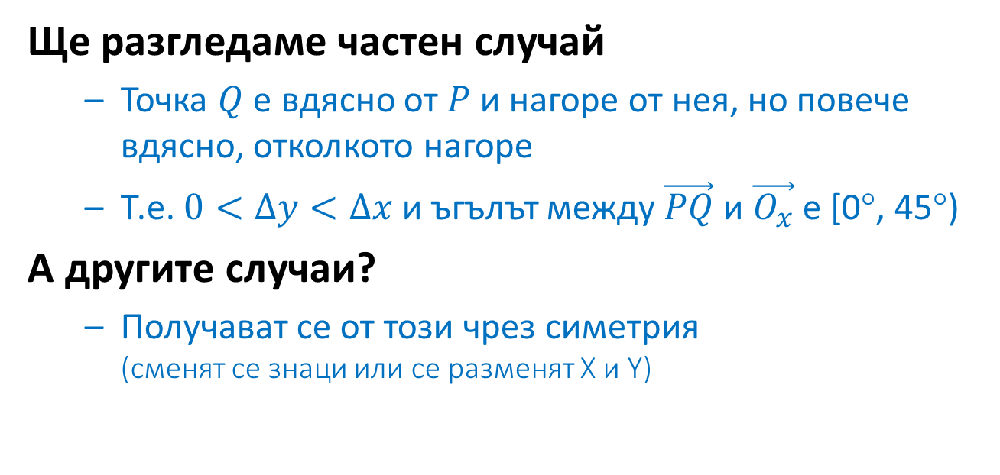 Ще разгледаме частен случай
– Точка Q е вдясно от P и нагоре от нея, но повече
вдясно, отколкото нагоре
– Т.е. 0 < Δy < Δx и ъгълът между \overrightarrow{PQ} и \overrightarrow{O_x} е [0°, 45°)
А другите случаи?
– Получават се от този чрез симетрия
(сменят се знаци или се разменят X и Y)